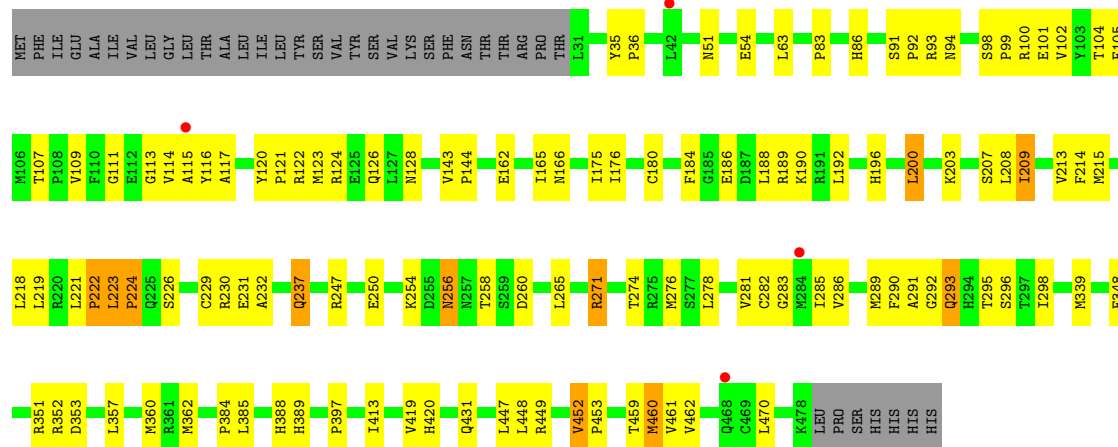 MET PHE ILE GLU ALA ILE VAL LEU GLY LEU THR ALA LEU ILE LEU TYR SER VAL TYR SER VAL LYS SER PHE ASN THR THR ARG PRO THR L31 Y35 P36 L42 N51 E54 L63 P83 H86 S91 P92 R93 N94 S98 P99 R100 E101 V102 Y103 T104
M106 T107 P108 V109 F110 G111 E112 G113 V114 A115 Y116 A117 Y120 P121 R122 M123 R124 E125 Q126 L127 N128 V143 P144 E162 I165 N166 I175 I176 C180 F184 G185 E186 D187 L188 R189 K190 R191 L192 H196 L200 K203 S207 L208 I209 V213 F214 M215
L218 L219 R220 L221 P222 L223 P224 Q225 S226 C229 R230 E231 A232 Q237 R247 E250 K254 D255 N256 N257 T258 S259 D260 L265 R271 T274 R275 M276 S277 L278 V281 C282 G283 M284 I285 V286 M289 F290 A291 G292 Q293 H294 T295 S296 T297 I298 M339
R351 R352 D353 L357 M360 R361 M362 P384 L385 H388 H389 P397 I413 V419 H420 Q431 L447 L448 R449 V452 P453 T459 M460 V461 V462 Q468 C469 L470 K478 LEU PRO SER HIS HIS HIS HIS